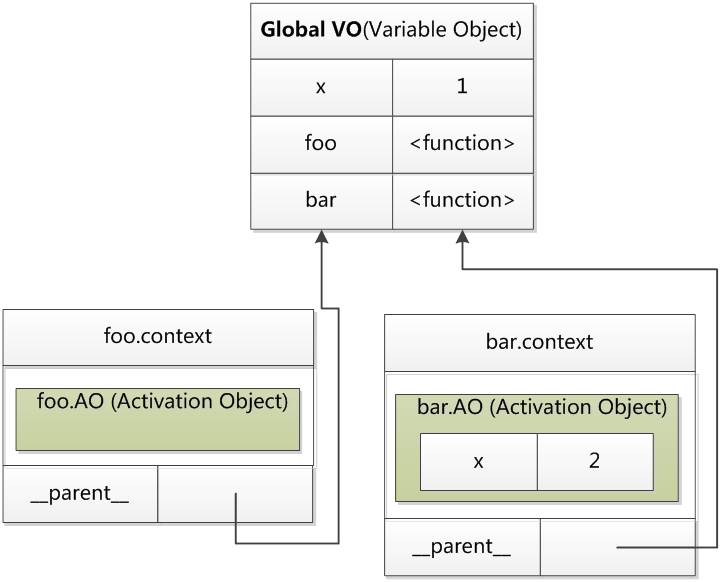 Global VO(Variable Object)
x 1
foo <function>
bar <function>
foo.context
foo.AO (Activation Object)
__parent__
bar.context
bar.AO (Activation Object)
x 2
__parent__